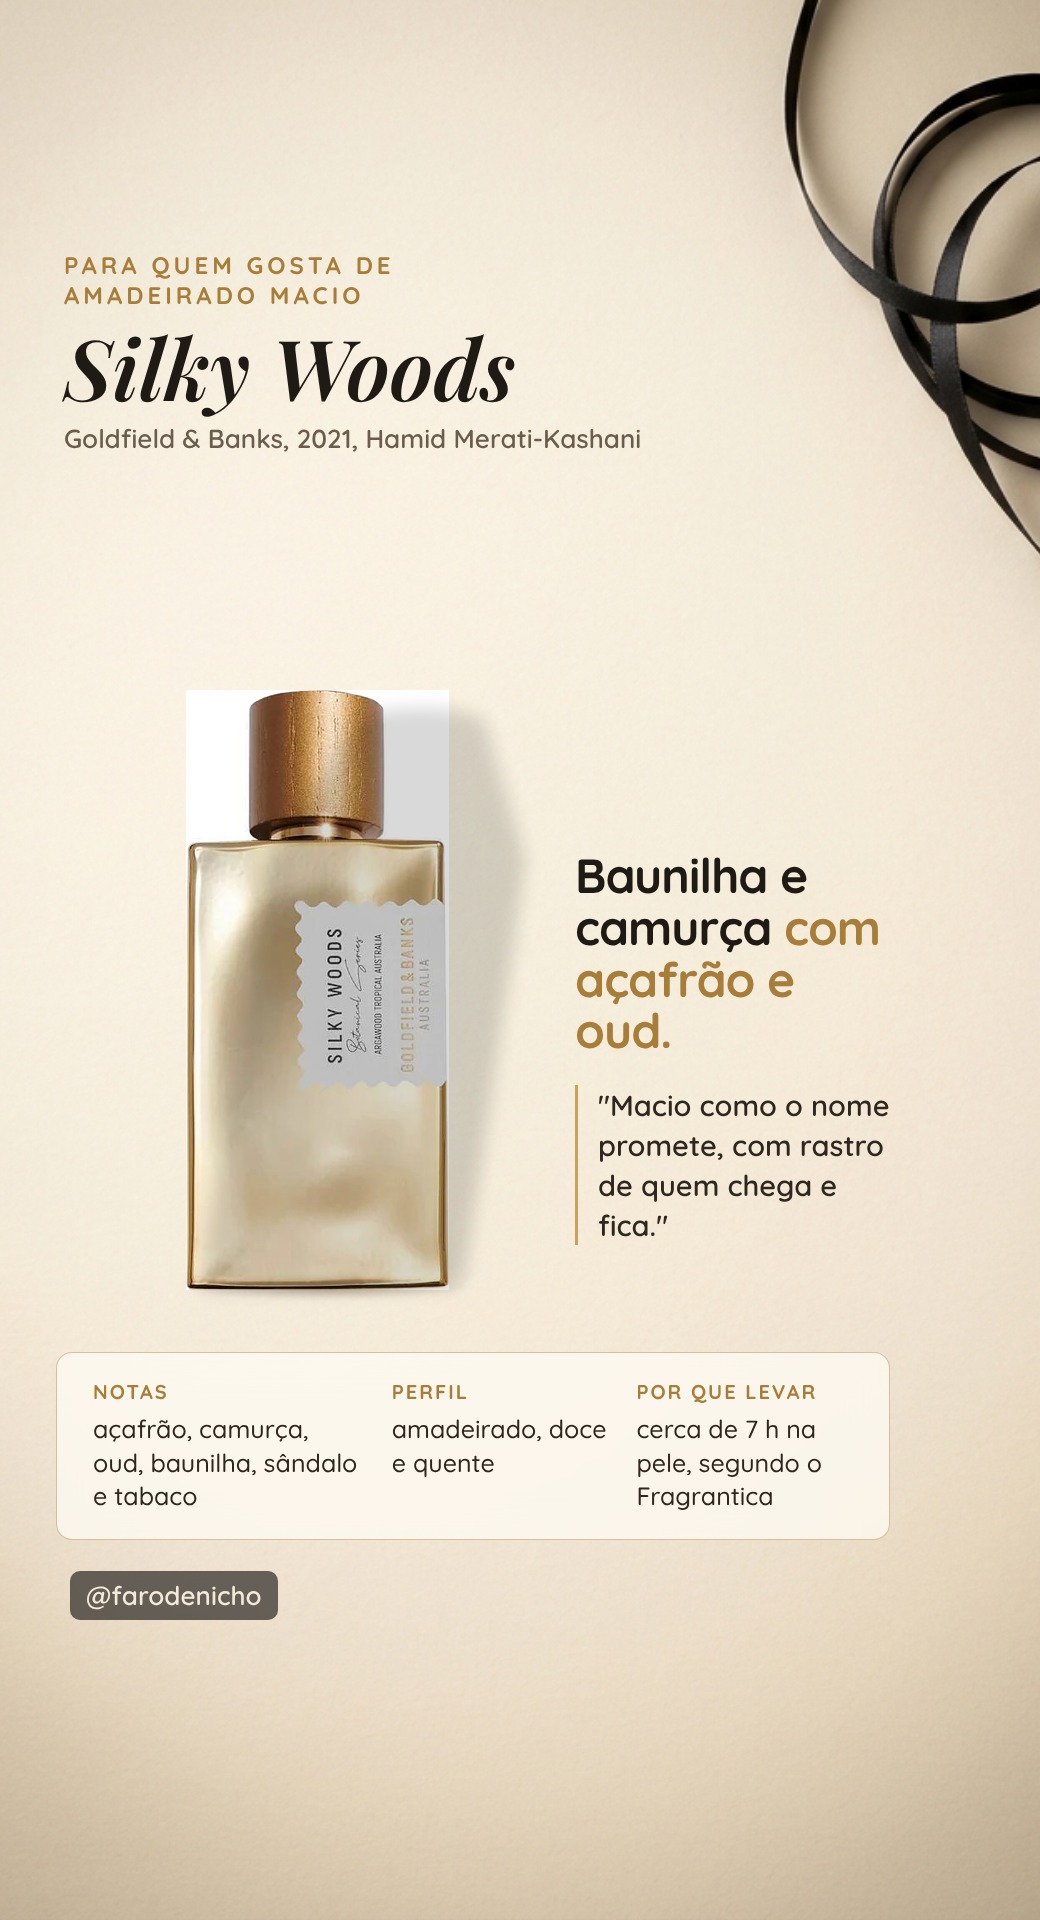 PARA QUEM GOSTA DE
AMADEIRADO MACIO
Silky Woods
Goldfield & Banks, 2021, Hamid Merati-Kashani
SILKY WOODS
Botanical Series
ARGAWOOD TROPICAL AUSTRALIA
GOLDFIELD & BANKS
AUSTRALIA
Baunilha e
camurça com
açafrão e
oud.
"Macio como o nome
promete, com rastro
de quem chega e
fica."
NOTAS
açafrão, camurça,
oud, baunilha, sândalo
e tabaco
PERFIL
amadeirado, doce
e quente
POR QUE LEVAR
cerca de 7 h na
pele, segundo o
Fragrantica
@farodenicho